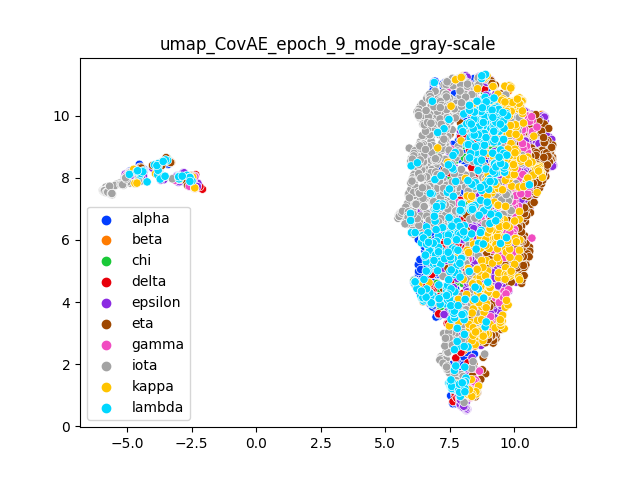 umap_CovAE_epoch_9_mode_gray-scale
10
8
6
4
2
0
alpha
beta
chi
delta
epsilon
eta
gamma
iota
kappa
lambda
−5.0 −2.5 0.0 2.5 5.0 7.5 10.0